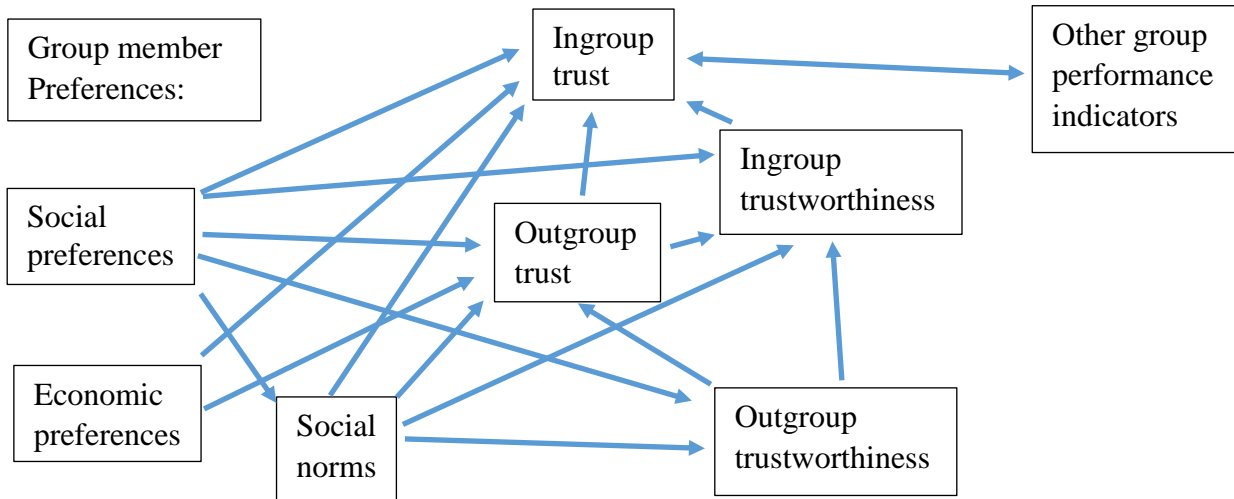 Group member
Preferences:
Ingroup
trust
Other group
performance
indicators
Ingroup
trustworthiness
Social
preferences
Outgroup
trust
Economic
preferences
Social
norms
Outgroup
trustworthiness